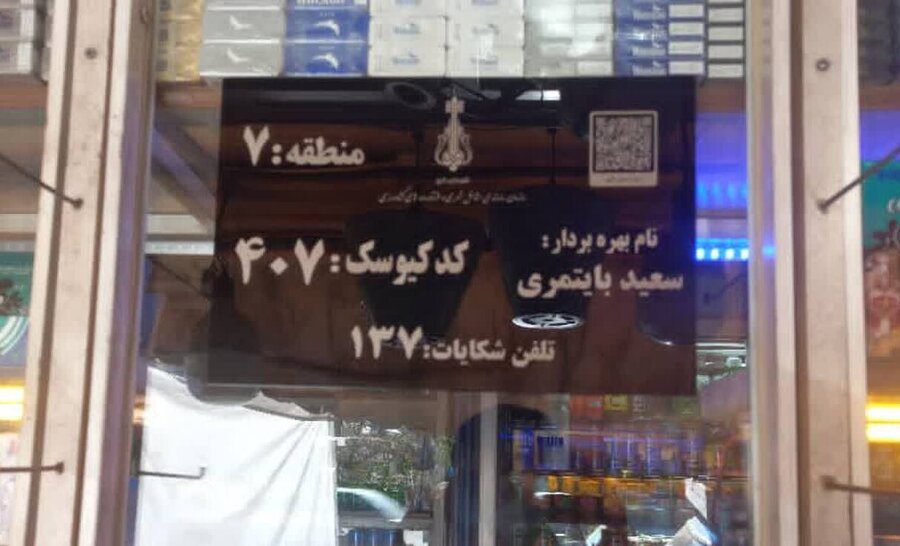 منطقه: ۷
نام بهره بردار:
سعید بایتمری
کد کیوسک: ۴۰۷
تلفن شکایات: ۱۳۷